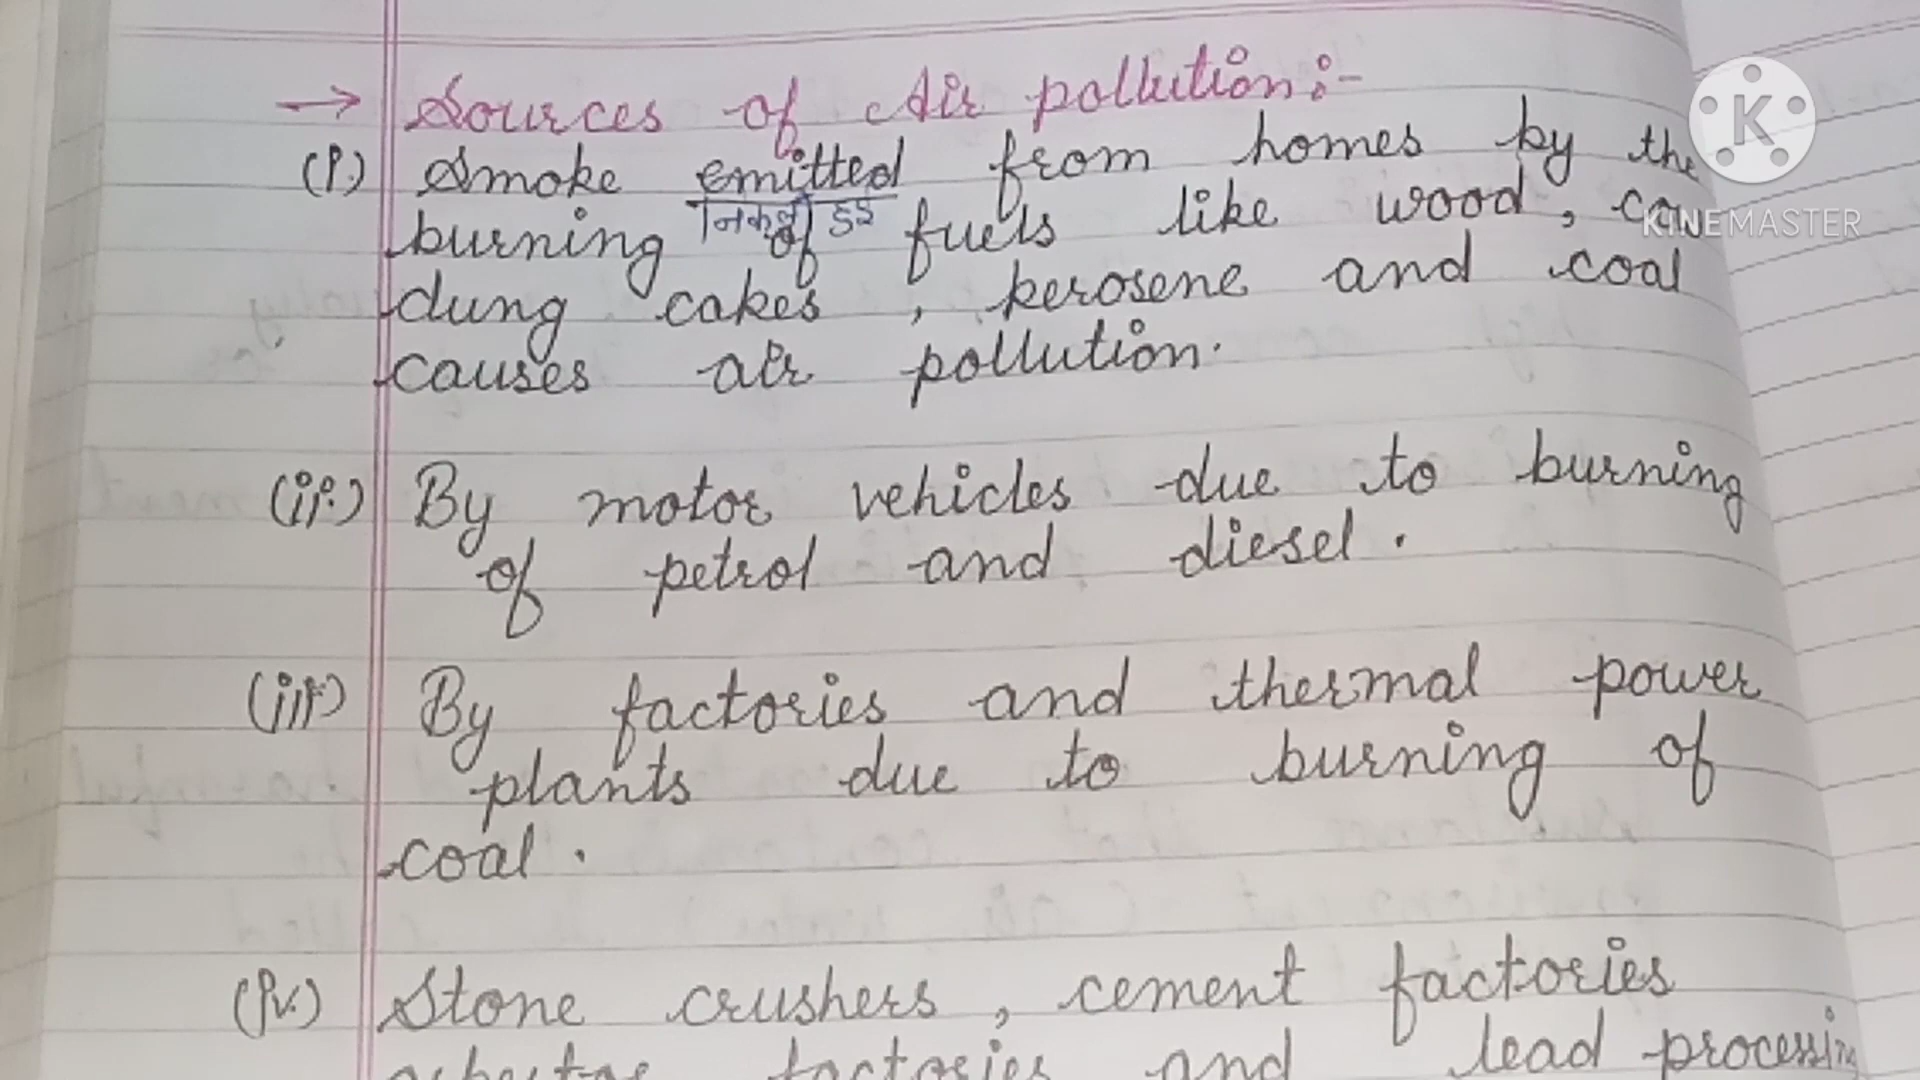 → Sources of Air pollution:-
(i.) Smoke emitted from homes by the
निकली हुई
burning of fuels like wood, cow
dung cakes, kerosene and coal
causes air pollution.
(ii.) By motor vehicles due to burning
of petrol and diesel.
(iii) By factories and thermal power
plants due to burning of
coal.
(iv.) Stone crushers, cement factories
factories and lead processing
K
KINEMASTER